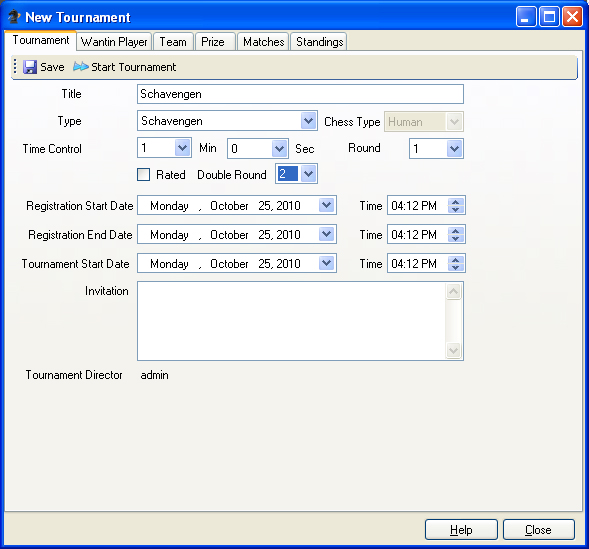 New Tournament
Tournament Wantin Player Team Prize Matches Standings
Save Start Tournament
Title Schavengen
Type Schavengen Chess Type Human
Time Control 1 Min 0 Sec Round 1
Rated Double Round 2
Registration Start Date Monday , October 25, 2010 Time 04:12 PM
Registration End Date Monday , October 25, 2010 Time 04:12 PM
Tournament Start Date Monday , October 25, 2010 Time 04:12 PM
Invitation
Tournament Director admin
Help Close